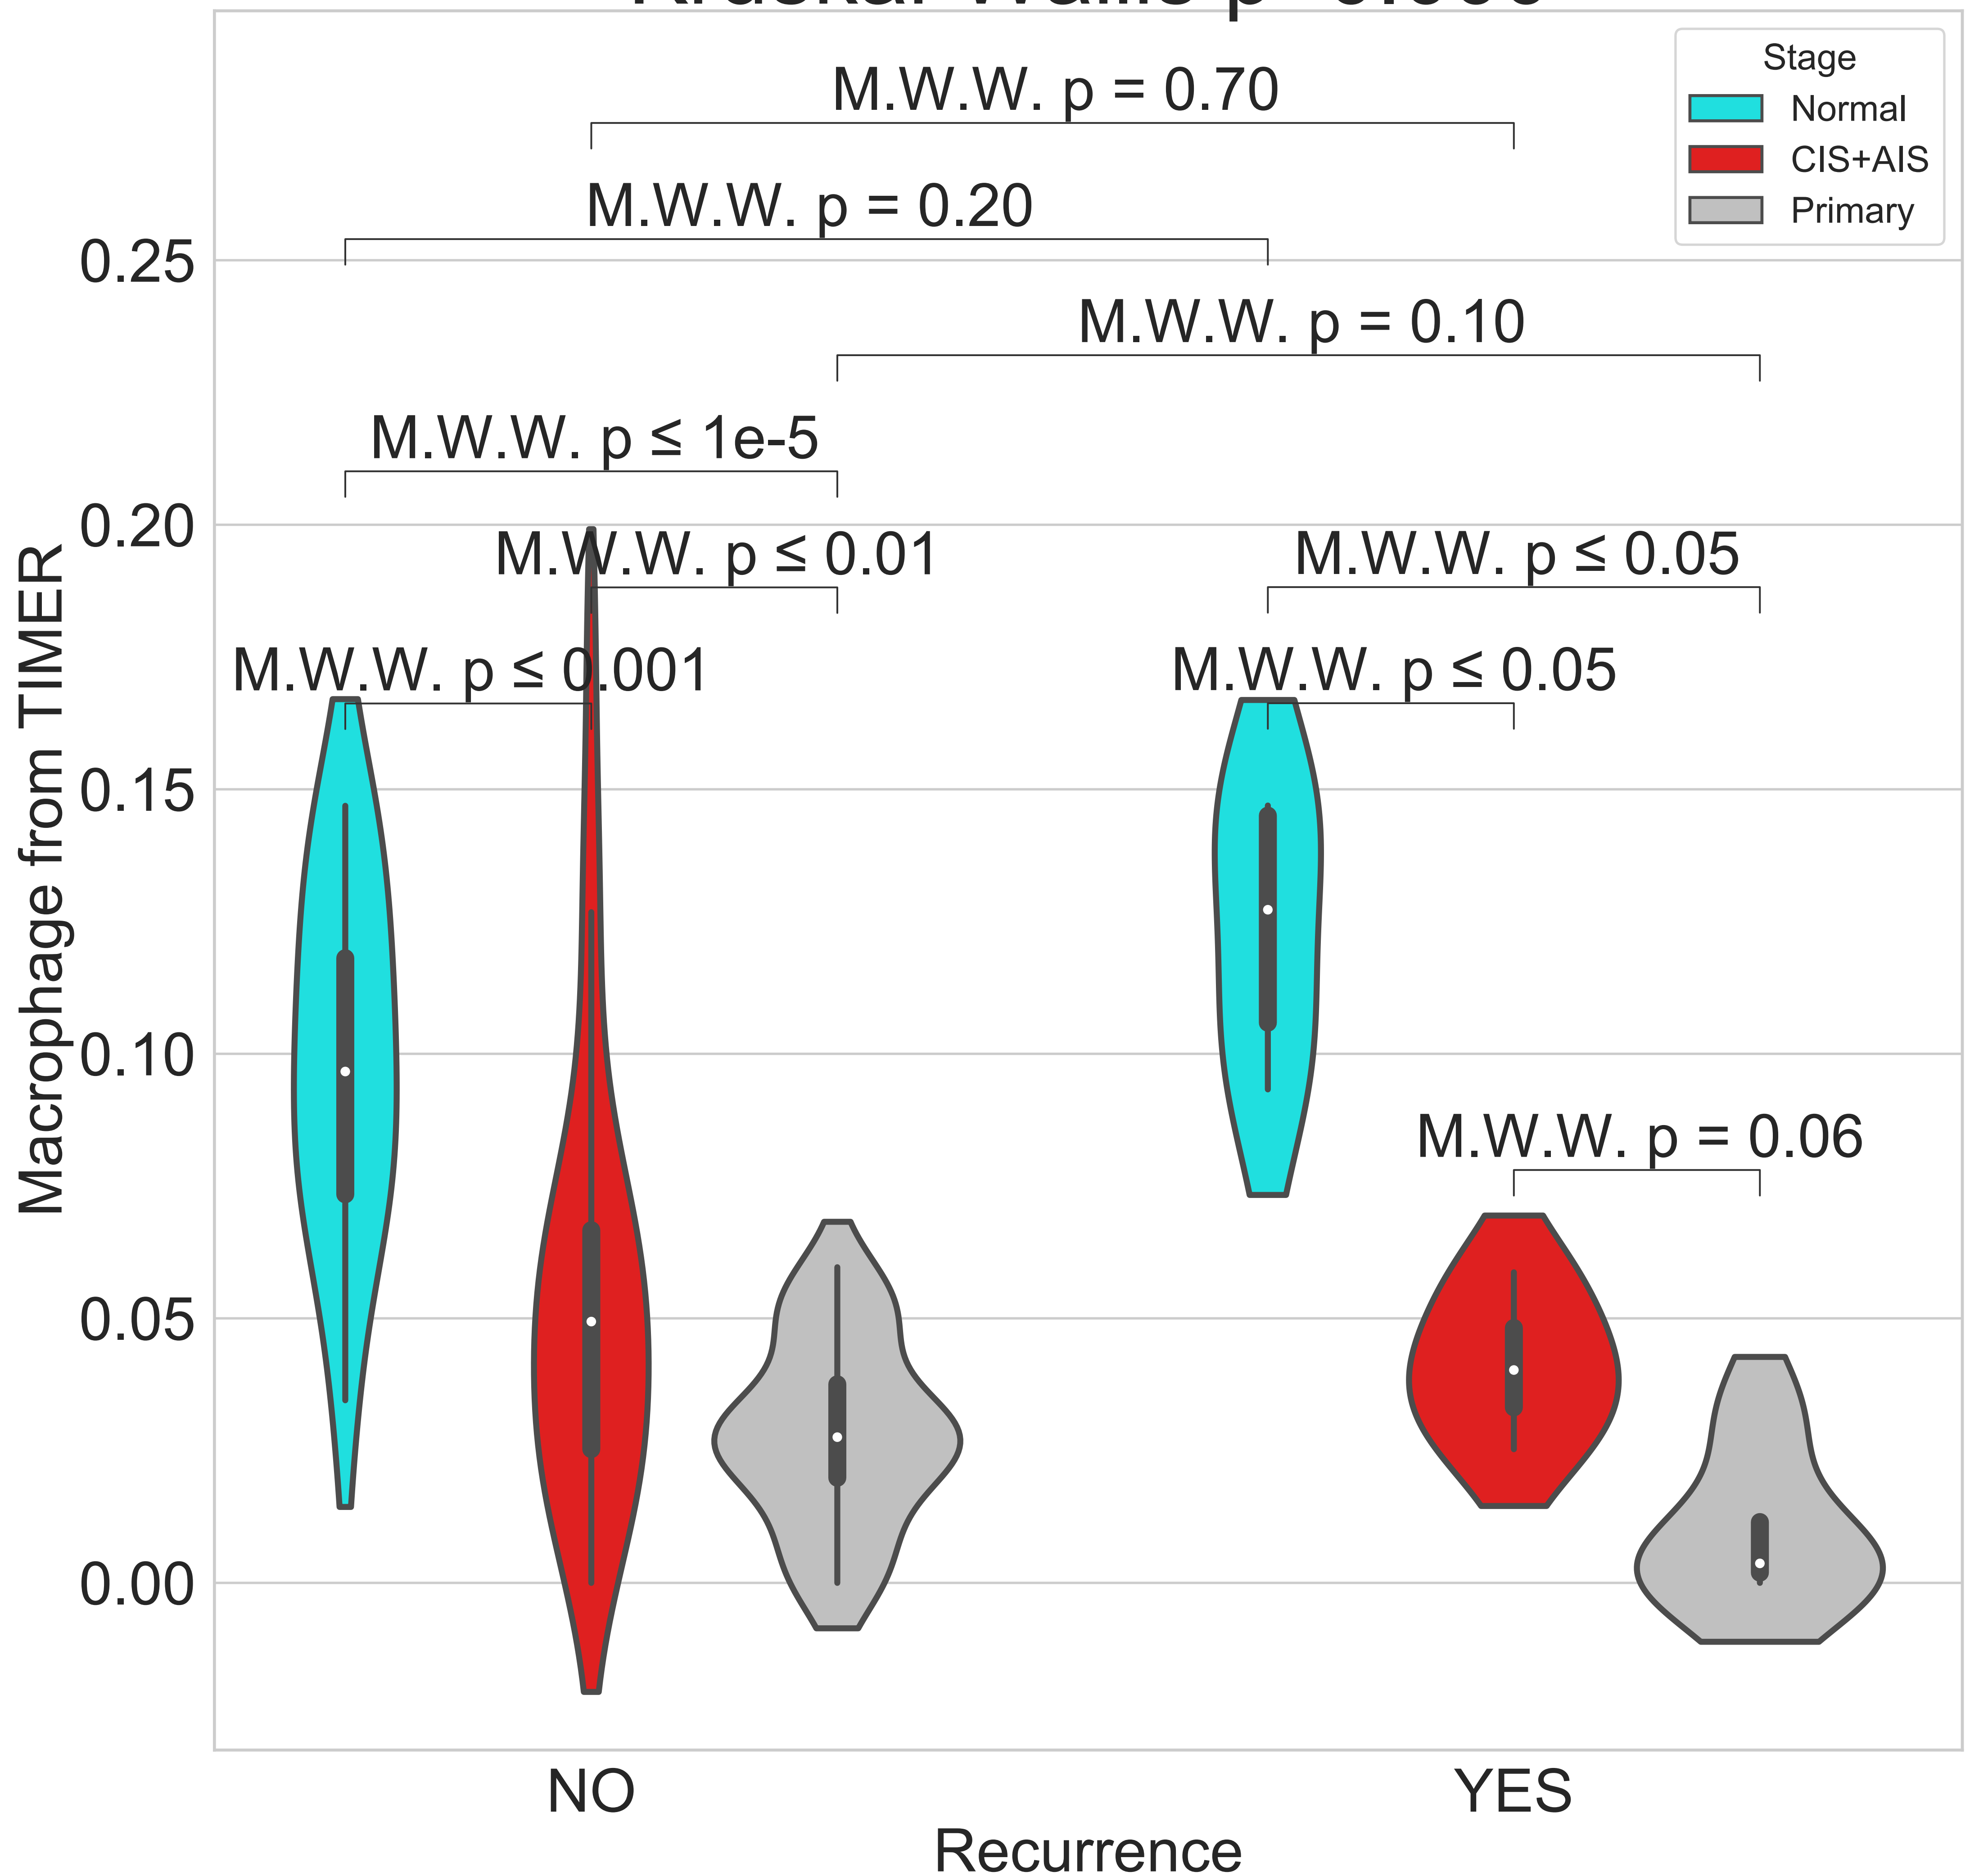 Stage
Normal
CIS+AIS
Primary
M.W.W. p = 0.70
M.W.W. p = 0.20
M.W.W. p = 0.10
M.W.W. p ≤ 1e-5
M.W.W. p ≤ 0.01
M.W.W. p ≤ 0.05
M.W.W. p ≤ 0.001
M.W.W. p ≤ 0.05
M.W.W. p = 0.06
Macrophage from TIMER
0.25
0.20
0.15
0.10
0.05
0.00
NO
YES
Recurrence